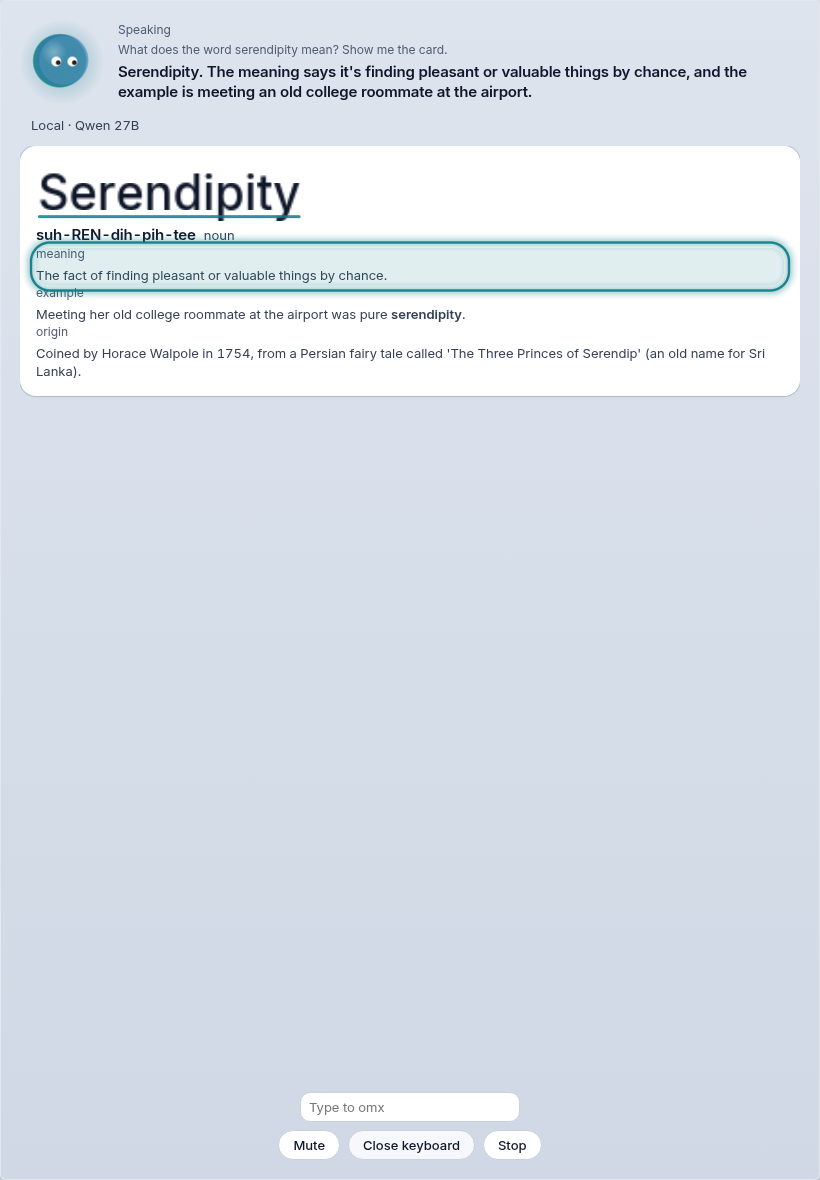 Speaking
What does the word serendipity mean? Show me the card.
Serendipity. The meaning says it's finding pleasant or valuable things by chance, and the
example is meeting an old college roommate at the airport.
Local · Qwen 27B
Serendipity
suh-REN-dih-pih-tee noun
meaning
The fact of finding pleasant or valuable things by chance.
example
Meeting her old college roommate at the airport was pure serendipity.
origin
Coined by Horace Walpole in 1754, from a Persian fairy tale called 'The Three Princes of Serendip' (an old name for Sri
Lanka).
Type to omx
Mute Close keyboard Stop